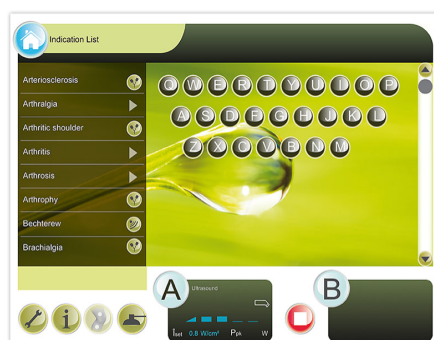 Indication List
Arteriosclerosis
Arthralgia
Arthritic shoulder
Arthritis
Arthrosis
Arthrophy
Bechterew
Brachialgia
Q W E R T Y U I O P
A S D F G H J K L
Z X C V B N M
i
A
Ultrasound
Iset 0.8 W/cm² Ppk W
B